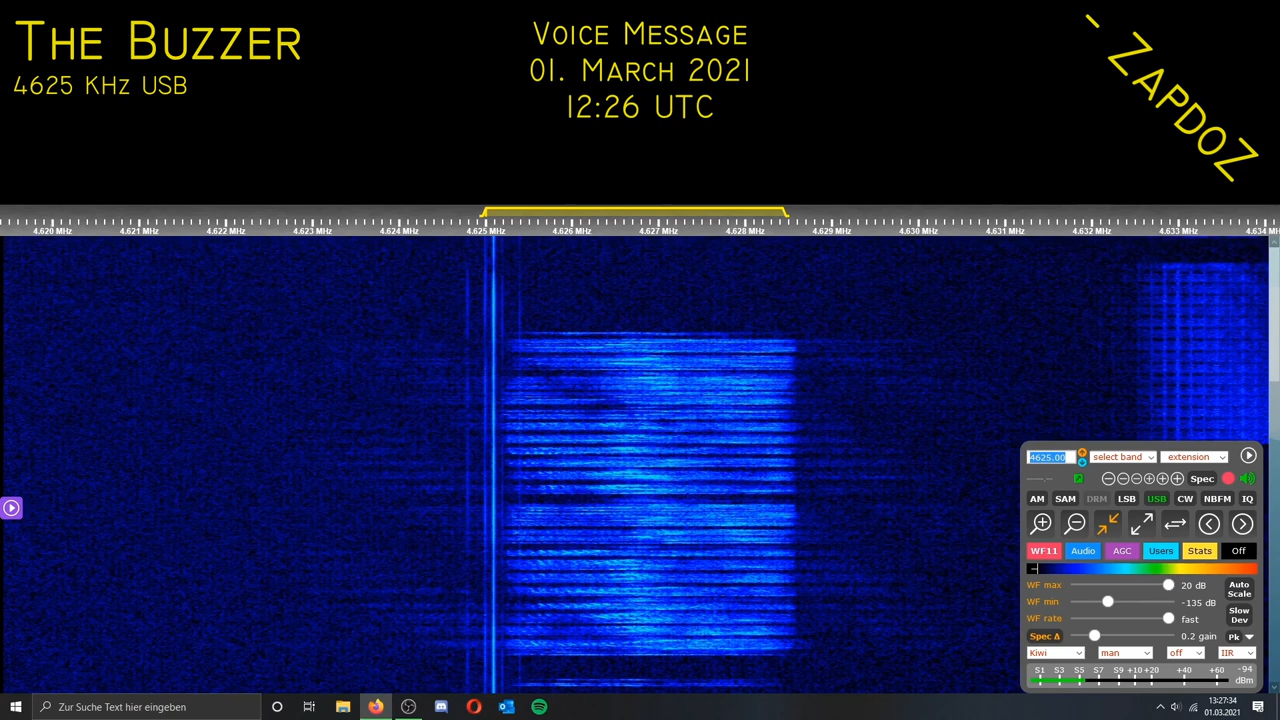 THE BUZZER
4625 KHZ USB
VOICE MESSAGE
01. MARCH 2021
12:26 UTC
ZAPDOZ
4.620 MHz 4.621 MHz 4.622 MHz 4.623 MHz 4.624 MHz 4.625 MHz 4.626 MHz 4.627 MHz 4.628 MHz 4.629 MHz 4.630 MHz 4.631 MHz 4.632 MHz 4.633 MHz 4.634 MH
4625.00 select band extension
Spec
AM SAM DRM LSB USB CW NBFM IQ
WF11 Audio AGC Users Stats Off
WF max 20 dB Auto Scale
WF min -135 dB
WF rate fast Slow Dev
Spec Δ 0.2 gain Pk
Kiwi man off IIR
S1 S3 S5 S7 S9 +10 +20 +40 +60 -94 dBm
Zur Suche Text hier eingeben
13:27:34
01.03.2021